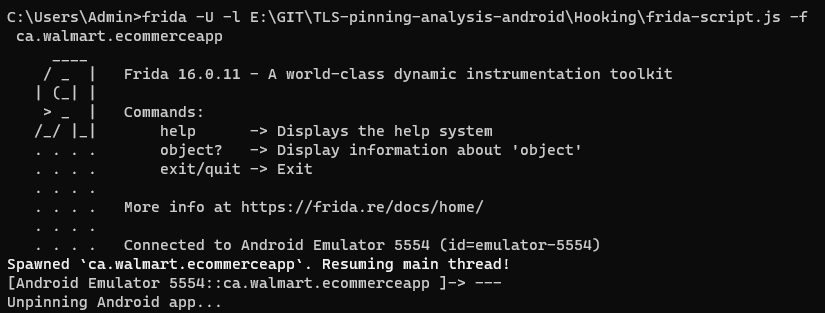 C:\Users\Admin>frida -U -l E:\GIT\TLS-pinning-analysis-android\Hooking\frida-script.js -f
 ca.walmart.ecommerceapp
     ____
    / _  |   Frida 16.0.11 - A world-class dynamic instrumentation toolkit
   | (_| |
    > _  |   Commands:
   /_/ |_|       help      -> Displays the help system
   . . . .       object?   -> Display information about 'object'
   . . . .       exit/quit -> Exit
   . . . .
   . . . .   More info at https://frida.re/docs/home/
   . . . .
   . . . .   Connected to Android Emulator 5554 (id=emulator-5554)
Spawned `ca.walmart.ecommerceapp`. Resuming main thread!
[Android Emulator 5554::ca.walmart.ecommerceapp ]-> ---
Unpinning Android app...